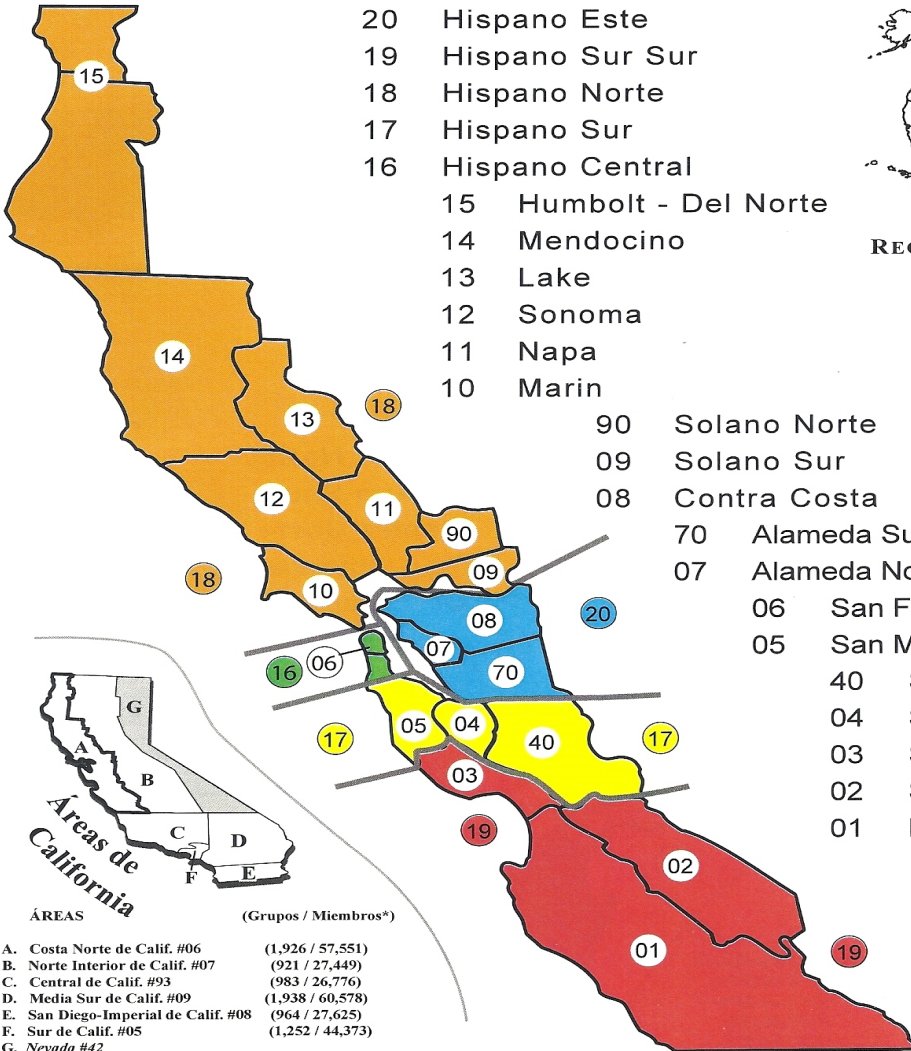 20 Hispano Este
19 Hispano Sur Sur
18 Hispano Norte
17 Hispano Sur
16 Hispano Central
15 Humbolt - Del Norte
14 Mendocino
13 Lake
12 Sonoma
11 Napa
10 Marin
90 Solano Norte
09 Solano Sur
08 Contra Costa
70 Alameda Su
07 Alameda No
06 San F
05 San M
40
04
03
02
01
REG
15
14
13
18
12
11
90
18
10
09
08
20
07
16
06
70
17
05
04
40
17
03
19
02
01
19
G
A
B
C
D
F
E
Áreas de
California
ÁREAS (Grupos / Miembros*)
A. Costa Norte de Calif. #06 (1,926 / 57,551)
B. Norte Interior de Calif. #07 (921 / 27,449)
C. Central de Calif. #93 (983 / 26,776)
D. Media Sur de Calif. #09 (1,938 / 60,578)
E. San Diego-Imperial de Calif. #08 (964 / 27,625)
F. Sur de Calif. #05 (1,252 / 44,373)
G. Nevada #42